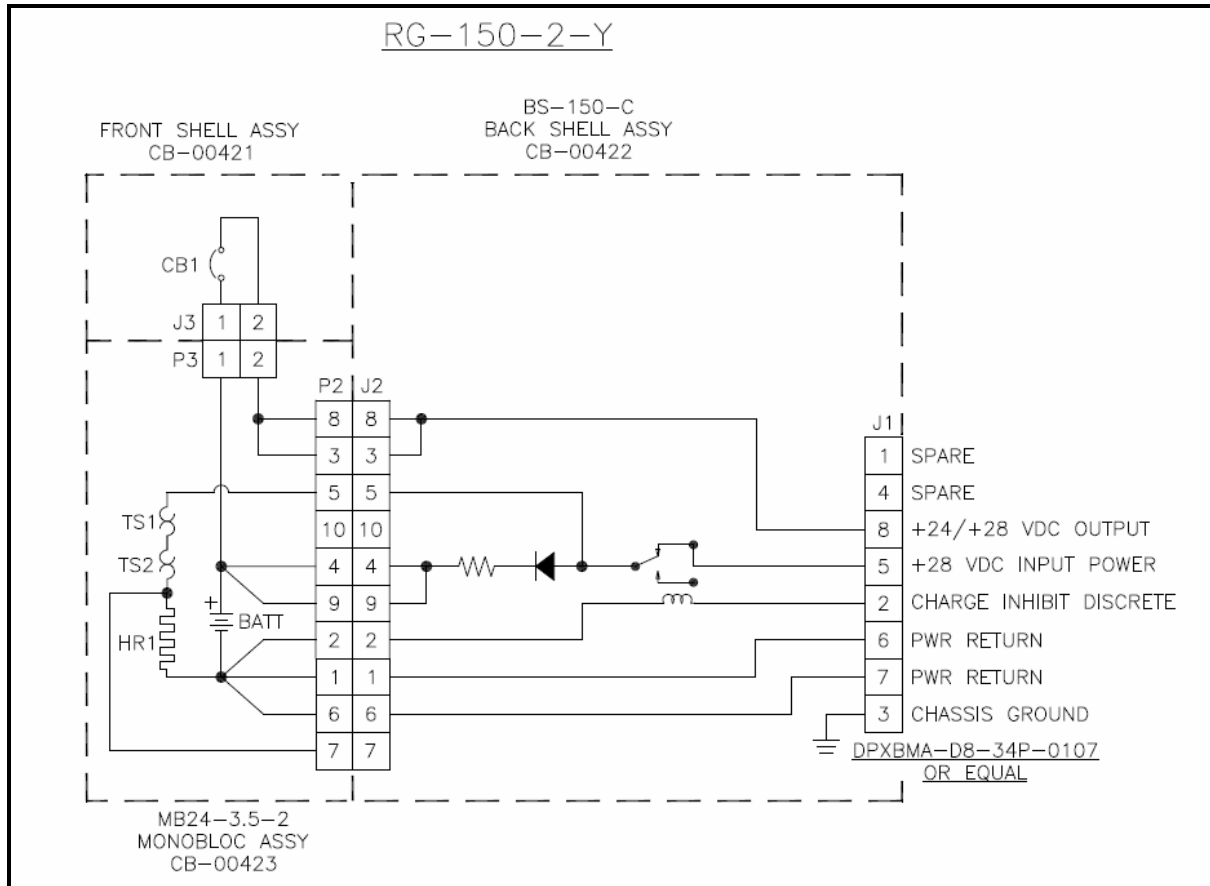 RG-150-2-Y
FRONT SHELL ASSY
CB-00421
BS-150-C
BACK SHELL ASSY
CB-00422
CB1
J3 1 2
P3 1 2
P2 J2
8 8
3 3
5 5
10 10
4 4
9 9
2 2
1 1
6 6
7 7
TS1
TS2
+
BATT
HR1
J1
1 SPARE
4 SPARE
8 +24/+28 VDC OUTPUT
5 +28 VDC INPUT POWER
2 CHARGE INHIBIT DISCRETE
6 PWR RETURN
7 PWR RETURN
3 CHASSIS GROUND
DPXBMA-D8-34P-0107
OR EQUAL
MB24-3.5-2
MONOBLOC ASSY
CB-00423